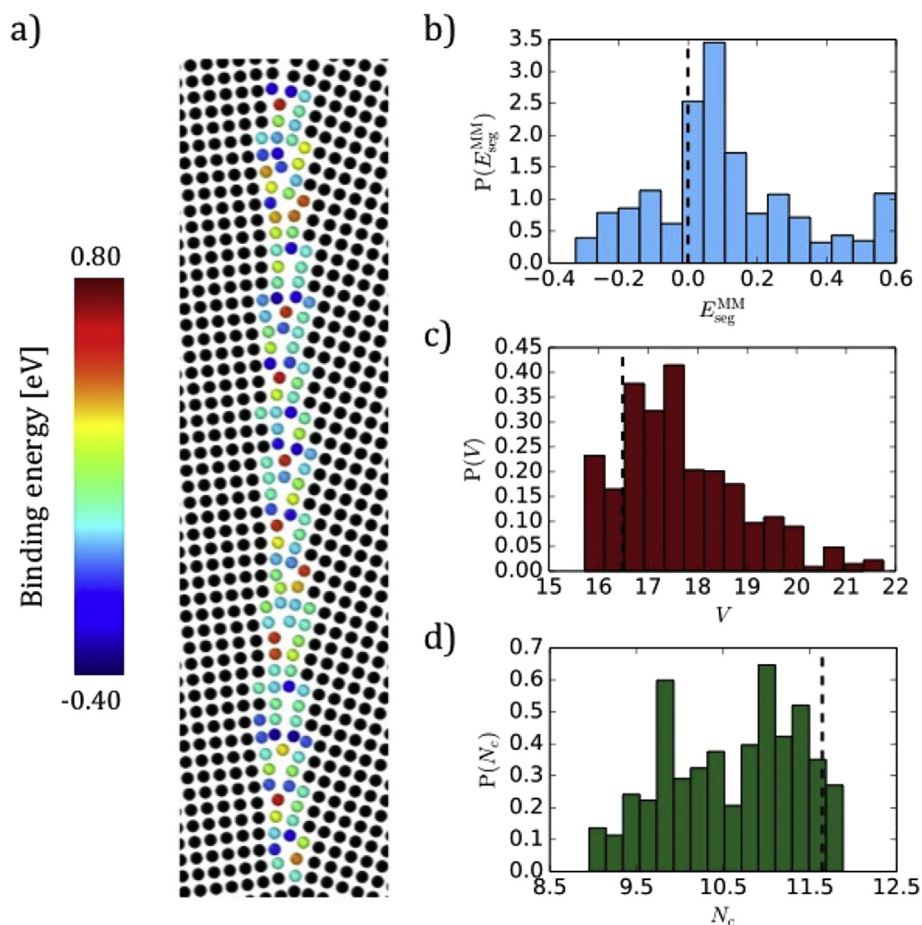 a)
0.80
Binding energy [eV]
-0.40
b)
P(E_seg^MM)
3.5
3.0
2.5
2.0
1.5
1.0
0.5
0.0
−0.4 −0.2 0.0 0.2 0.4 0.6
E_seg^MM
c)
P(V)
0.45
0.40
0.35
0.30
0.25
0.20
0.15
0.10
0.05
0.00
15 16 17 18 19 20 21 22
V
d)
P(N_c)
0.7
0.6
0.5
0.4
0.3
0.2
0.1
0.0
8.5 9.5 10.5 11.5 12.5
N_c